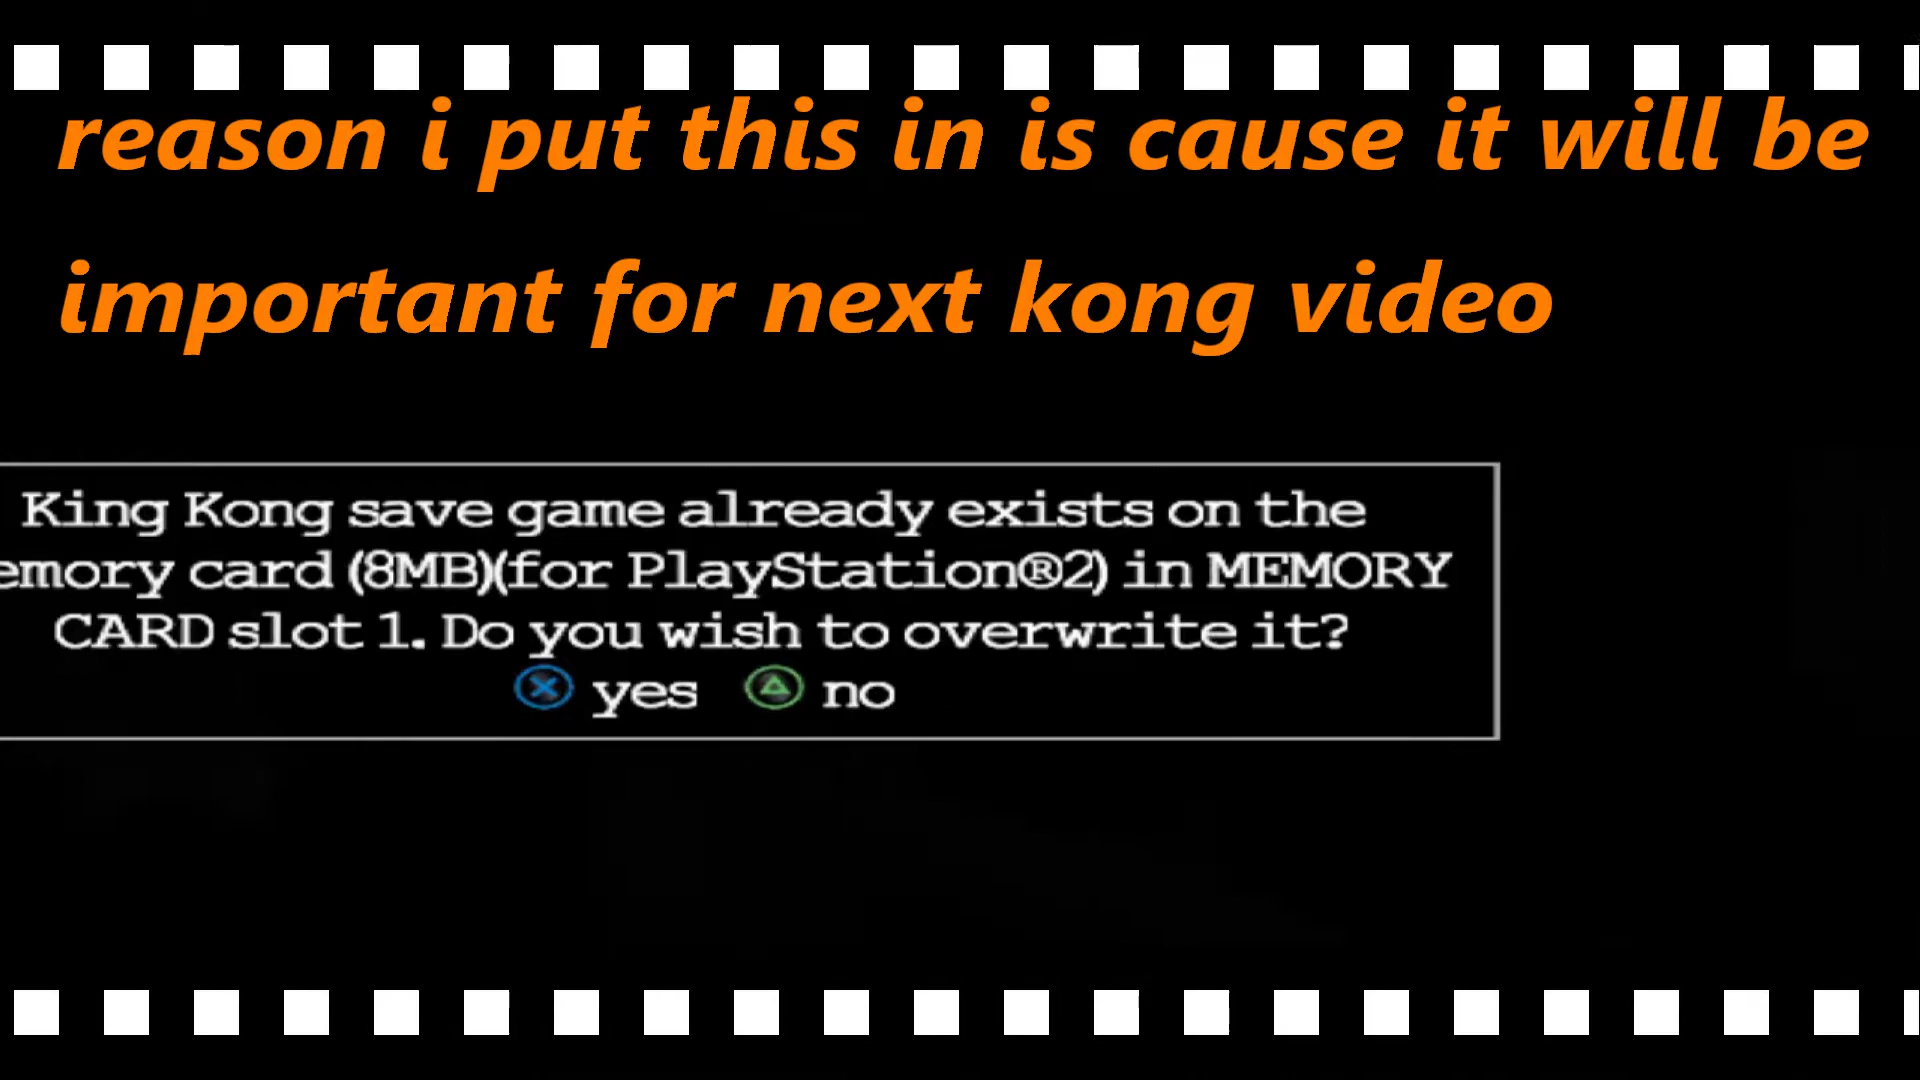 reason i put this in is cause it will be
important for next kong video
King Kong save game already exists on the
emory card (8MB)(for PlayStation®2) in MEMORY
CARD slot 1. Do you wish to overwrite it?
yes no